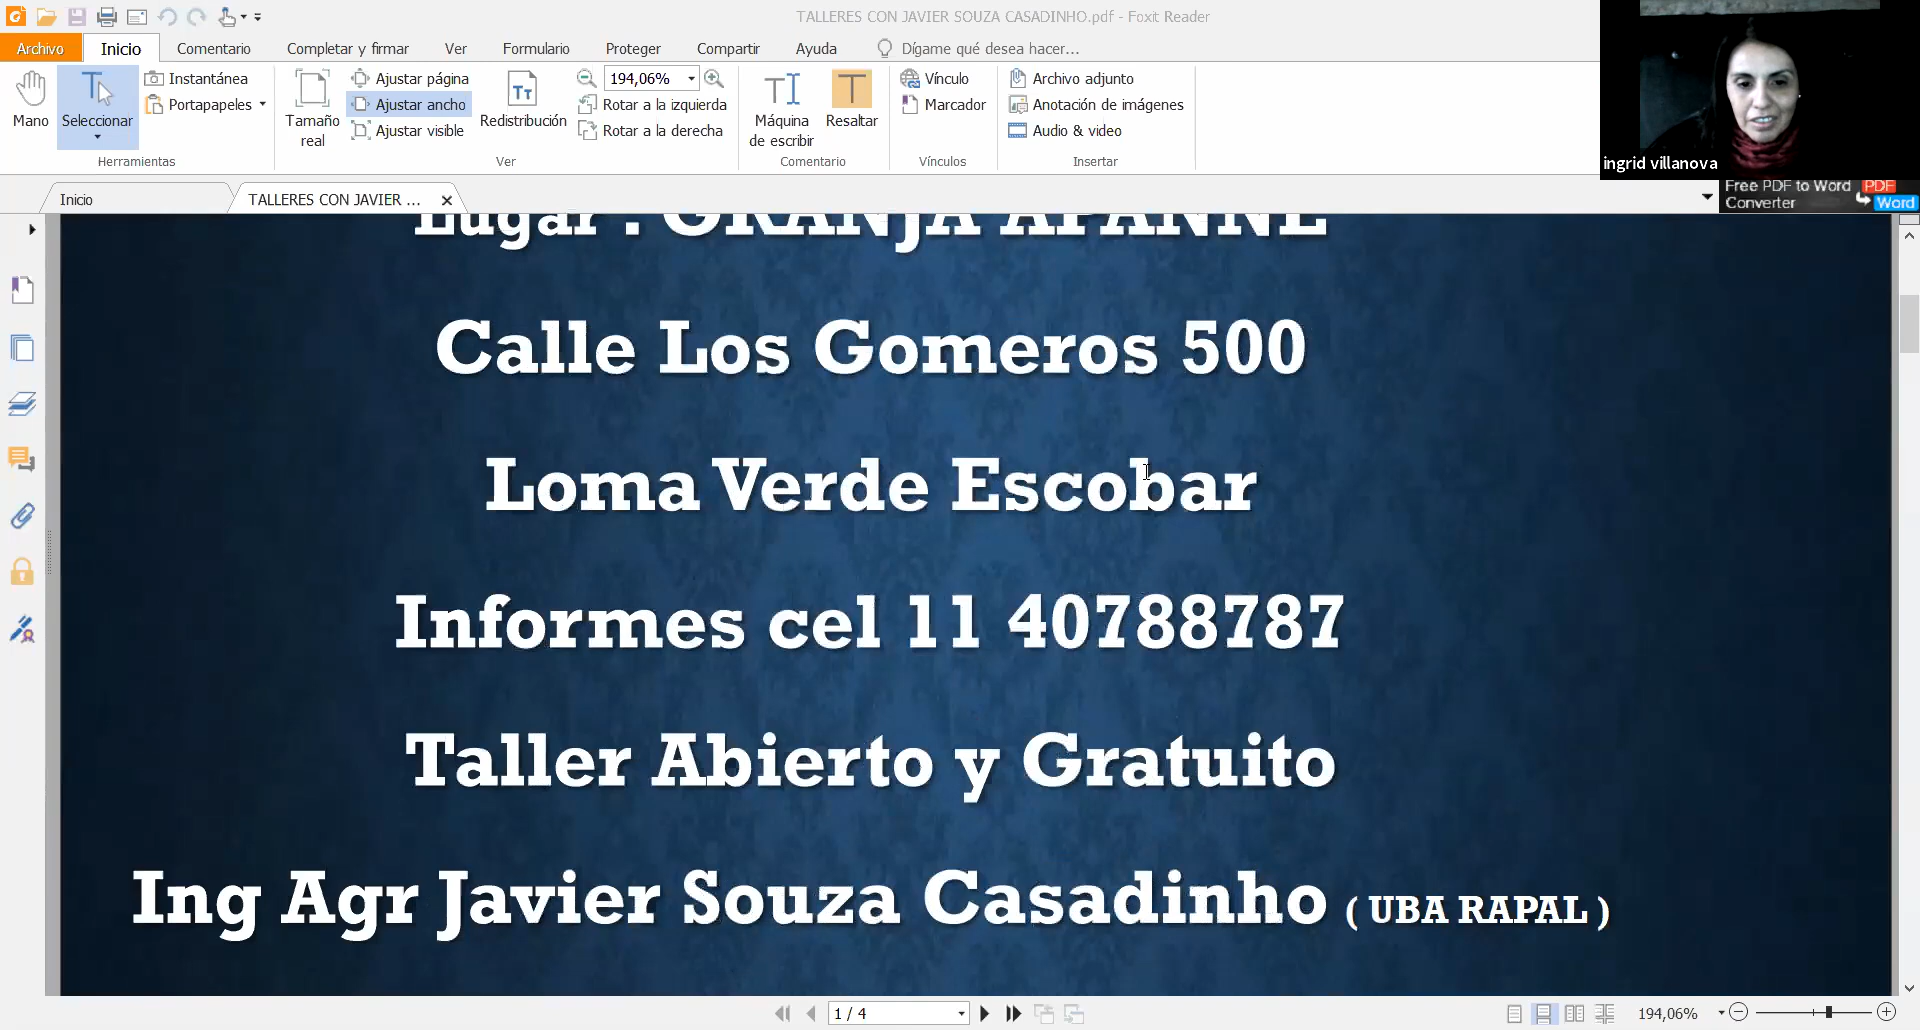 TALLERES CON JAVIER SOUZA CASADINHO.pdf - Foxit Reader
Archivo Inicio Comentario Completar y firmar Ver Formulario Proteger Compartir Ayuda Dígame qué desea hacer...
Mano
Seleccionar
Instantánea
Portapapeles
Herramientas
Tamaño real
Ajustar página
Ajustar ancho
Ajustar visible
Redistribución
194,06%
Rotar a la izquierda
Rotar a la derecha
Ver
Máquina de escribir
Resaltar
Comentario
Vínculo
Marcador
Vínculos
Archivo adjunto
Anotación de imágenes
Audio & video
Insertar
ingrid villanova
Inicio
TALLERES CON JAVIER ...
Free PDF to Word PDF
Converter Word
Lugar : GRANJA APANNE
Calle Los Gomeros 500
Loma Verde Escobar
Informes cel 11 40788787
Taller Abierto y Gratuito
Ing Agr Javier Souza Casadinho ( UBA RAPAL )
1 / 4
194,06%